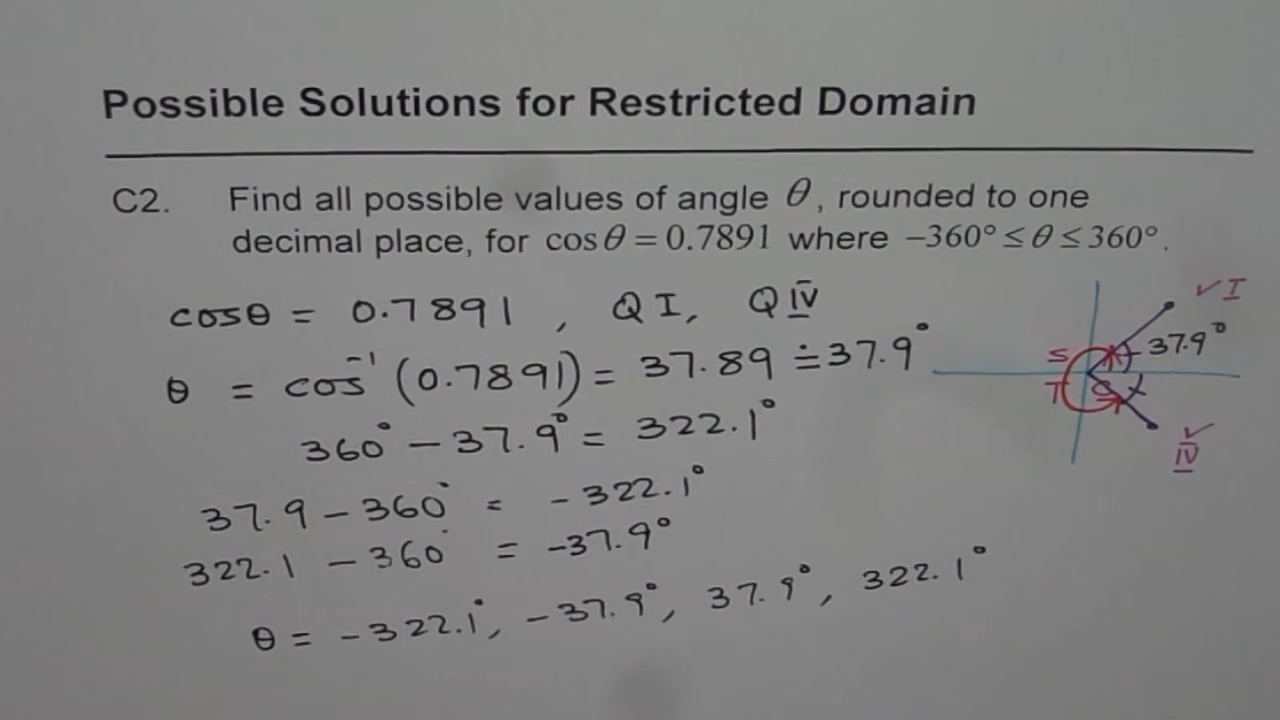 Possible Solutions for Restricted Domain
C2. Find all possible values of angle θ, rounded to one
decimal place, for cosθ = 0.7891 where −360° ≤ θ ≤ 360°.
cosθ = 0.7891 , QI, QIV
θ = cos⁻¹(0.7891) = 37.89 ≐ 37.9°
360° − 37.9° = 322.1°
37.9 − 360° = −322.1°
322.1 − 360° = −37.9°
θ = −322.1°, −37.9°, 37.9°, 322.1°
✓ I
S
37.9°
T
✓
IV